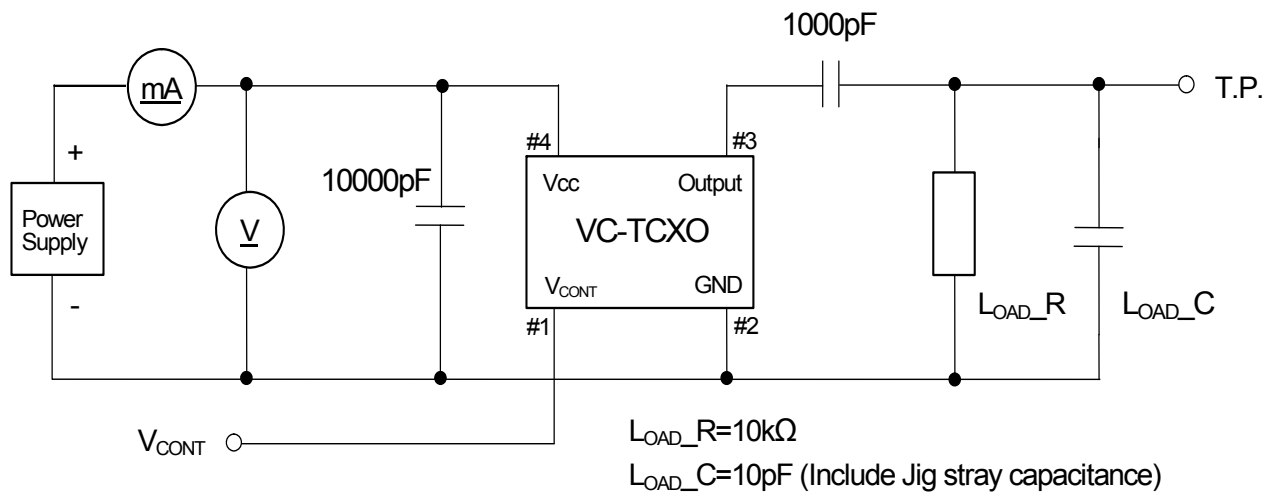 1000pF
mA
T.P.
#4
#3
+
10000pF
Vcc
Output
Power
Supply
V
VC-TCXO
-
VCONT
GND
#1
#2
LOAD_R
LOAD_C
VCONT
LOAD_R=10kΩ
LOAD_C=10pF (Include Jig stray capacitance)